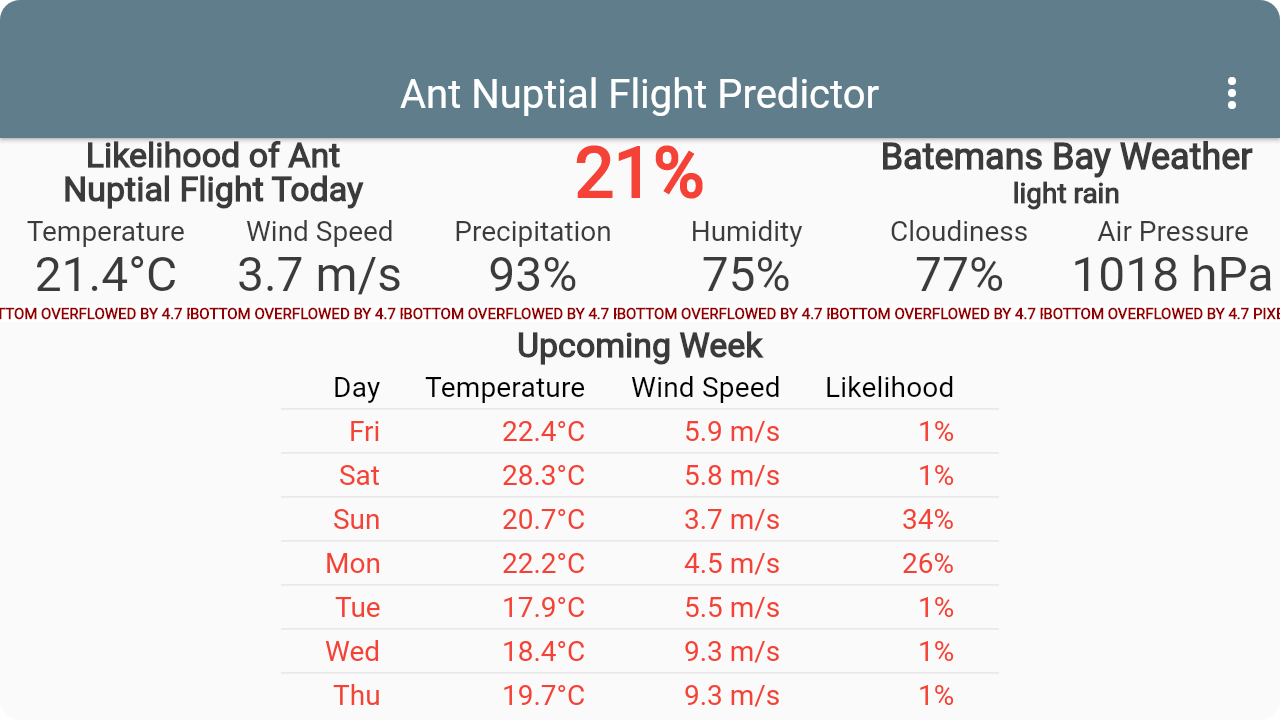 Ant Nuptial Flight Predictor
Likelihood of Ant
Nuptial Flight Today
21%
Batemans Bay Weather
light rain
Temperature Wind Speed Precipitation Humidity Cloudiness Air Pressure
21.4°C 3.7 m/s 93% 75% 77% 1018 hPa
TTOM OVERFLOWED BY 4.7 BOTTOM OVERFLOWED BY 4.7 BOTTOM OVERFLOWED BY 4.7 BOTTOM OVERFLOWED BY 4.7 BOTTOM OVERFLOWED BY 4.7 BOTTOM OVERFLOWED BY 4.7 PIXE
Upcoming Week
Day Temperature Wind Speed Likelihood
Fri 22.4°C 5.9 m/s 1%
Sat 28.3°C 5.8 m/s 1%
Sun 20.7°C 3.7 m/s 34%
Mon 22.2°C 4.5 m/s 26%
Tue 17.9°C 5.5 m/s 1%
Wed 18.4°C 9.3 m/s 1%
Thu 19.7°C 9.3 m/s 1%